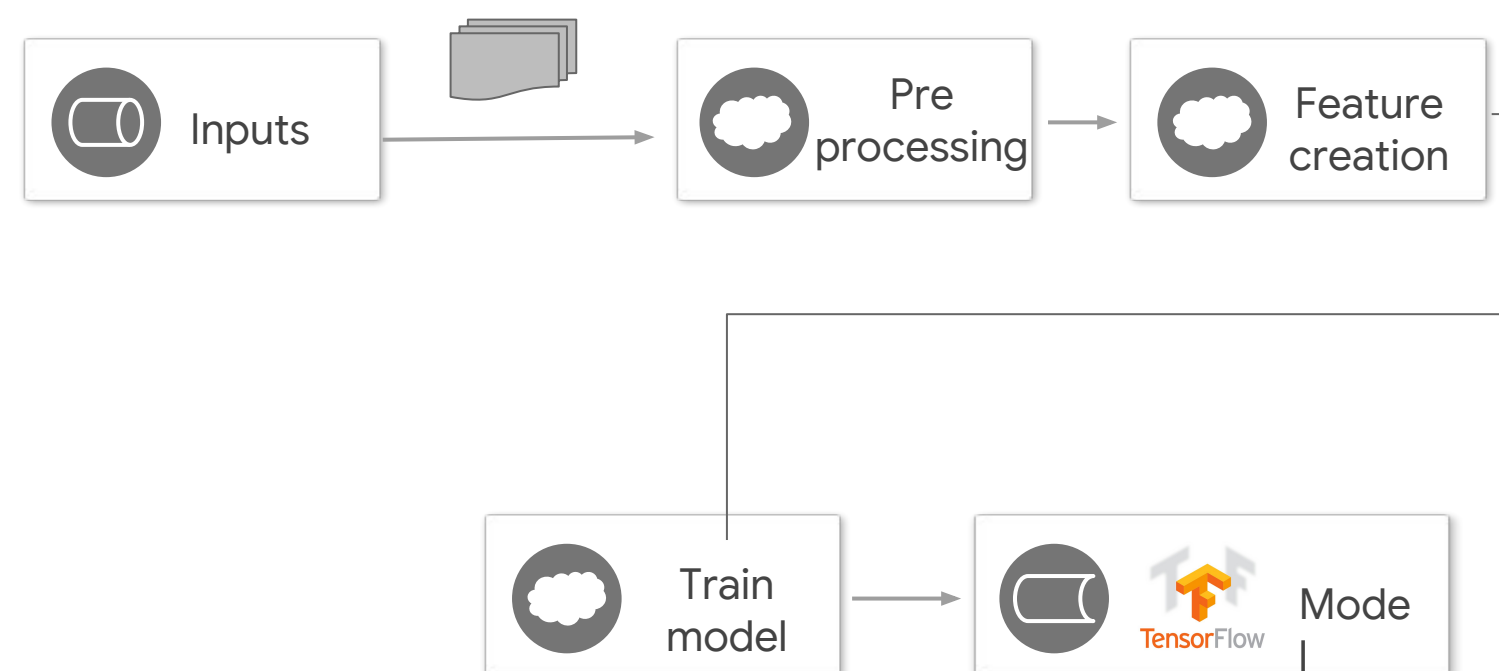 Inputs
Pre
processing
Feature
creation
Train
model
TensorFlow
Mode
l